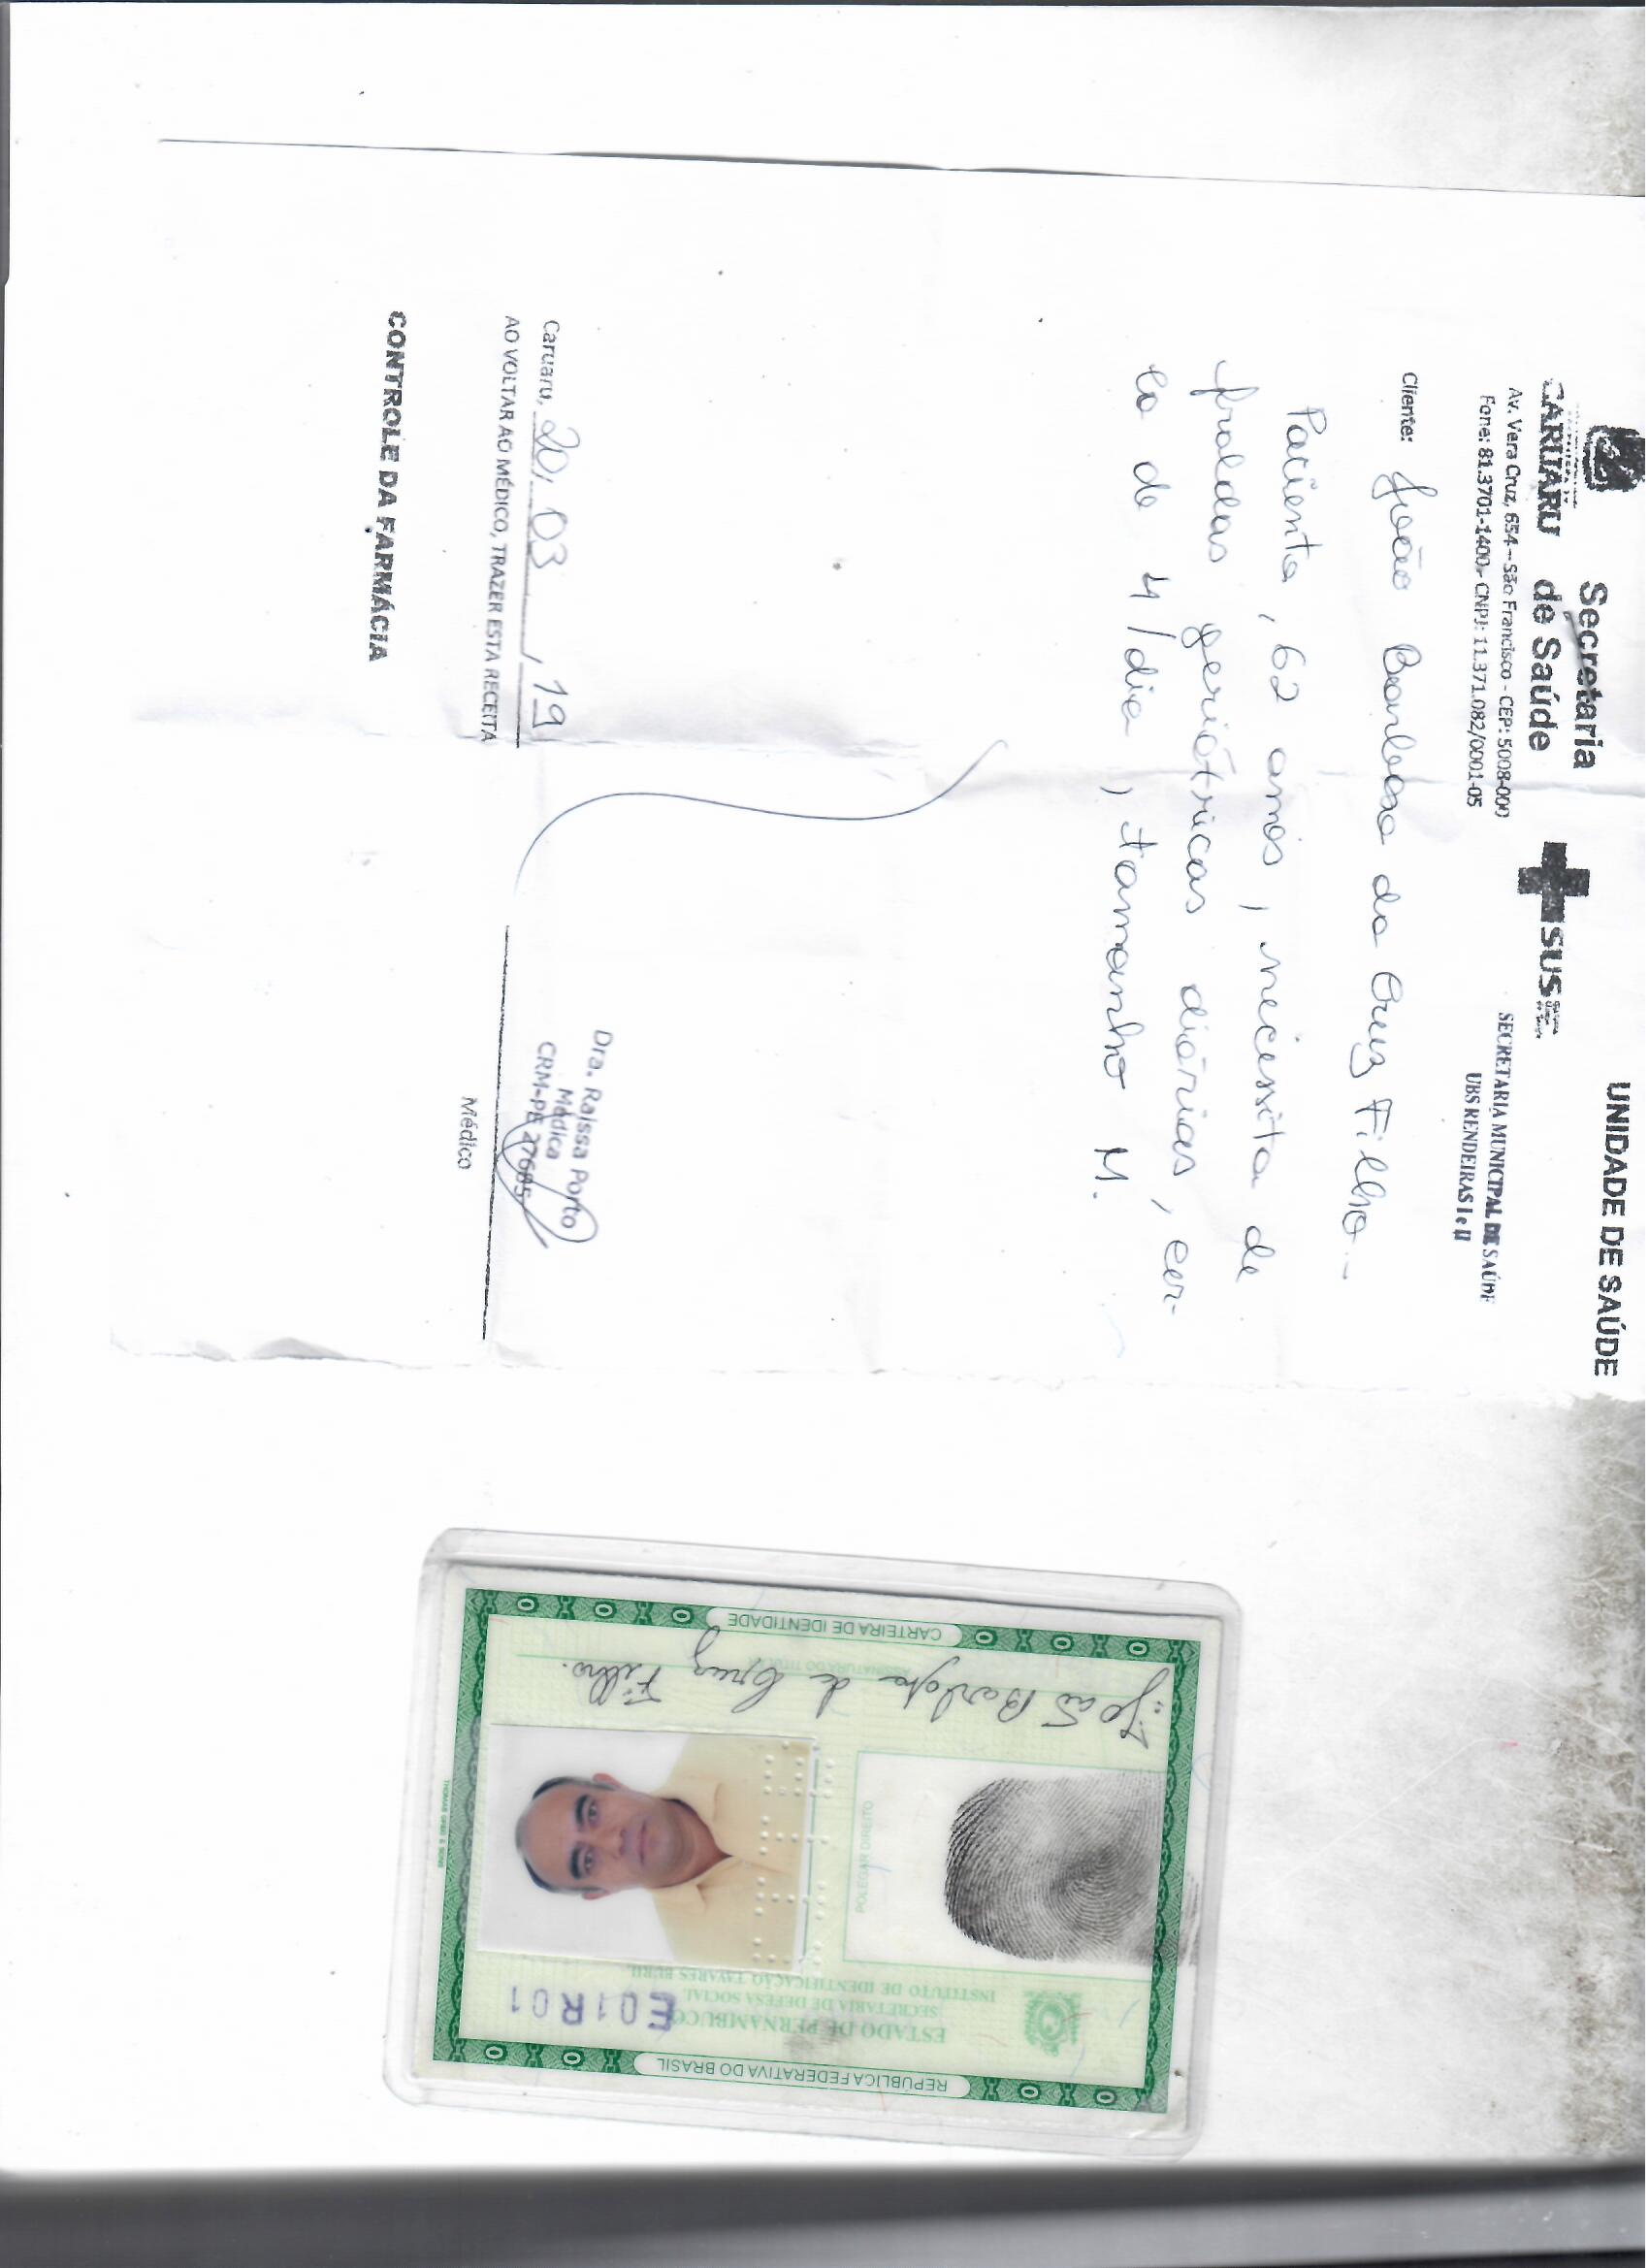 UNIDADE DE SAÚDE
Secretaria
CARUARU de Saúde
SUS
Av. Vera Cruz, 654 - São Francisco - CEP: 5008-000
Fone: 81.3701-1400 - CNPJ: 11.371.082/0001-05
SECRETARIA MUNICIPAL DE SAÚDE
UBS RENDEIRAS I e II
Cliente: João Barbosa da Cruz Filho
Paciente, 62 anos, necessita de
fraldas geriátricas diárias, cer-
ca de 4/dia, tamanho M.
Caruaru, 20, 03, 19
AO VOLTAR AO MÉDICO, TRAZER ESTA RECEITA
Dra. Raissa Porto
Médica
CRM-PE 27685
Médico
CONTROLE DA FARMÁCIA
REPÚBLICA FEDERATIVA DO BRASIL
ESTADO DE PERNAMBUCO
SECRETARIA DE DEFESA SOCIAL
INSTITUTO DE IDENTIFICAÇÃO TAVARES BURIL
E01R01
POLEGAR DIREITO
João Barbosa da Cruz Filho.
ASSINATURA DO TITULAR
CARTEIRA DE IDENTIDADE